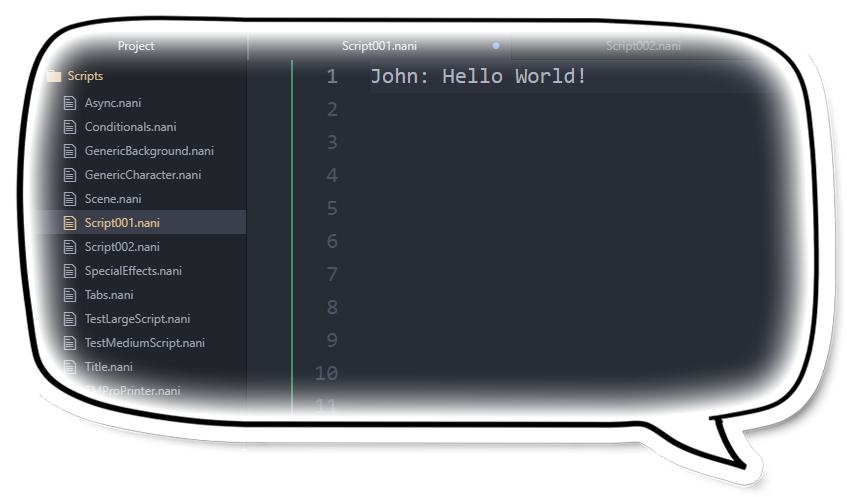 Project
Script001.nani
Script002.nani
Scripts
Async.nani
Conditionals.nani
GenericBackground.nani
GenericCharacter.nani
Scene.nani
Script001.nani
Script002.nani
SpecialEffects.nani
Tabs.nani
TestLargeScript.nani
TestMediumScript.nani
Title.nani
TMProPrinter.nani
1 John: Hello World!
2
3
4
5
6
7
8
9
10
11